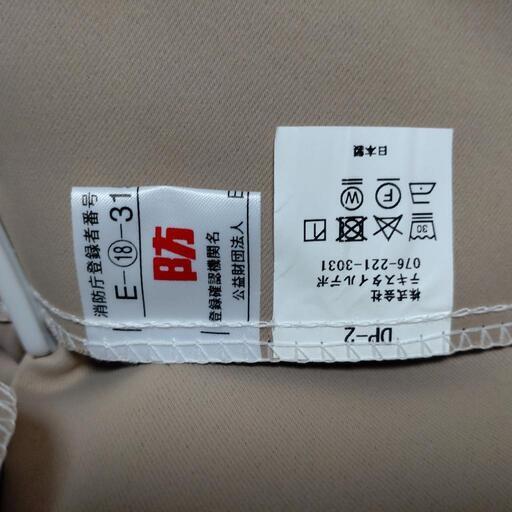 消防庁登録者番号
E-⑱-31
防
登録確認機関名
公益財団法人
DP-2
株式会社
テキスタイルデポ
076-221-3031
30
F
W
日本製